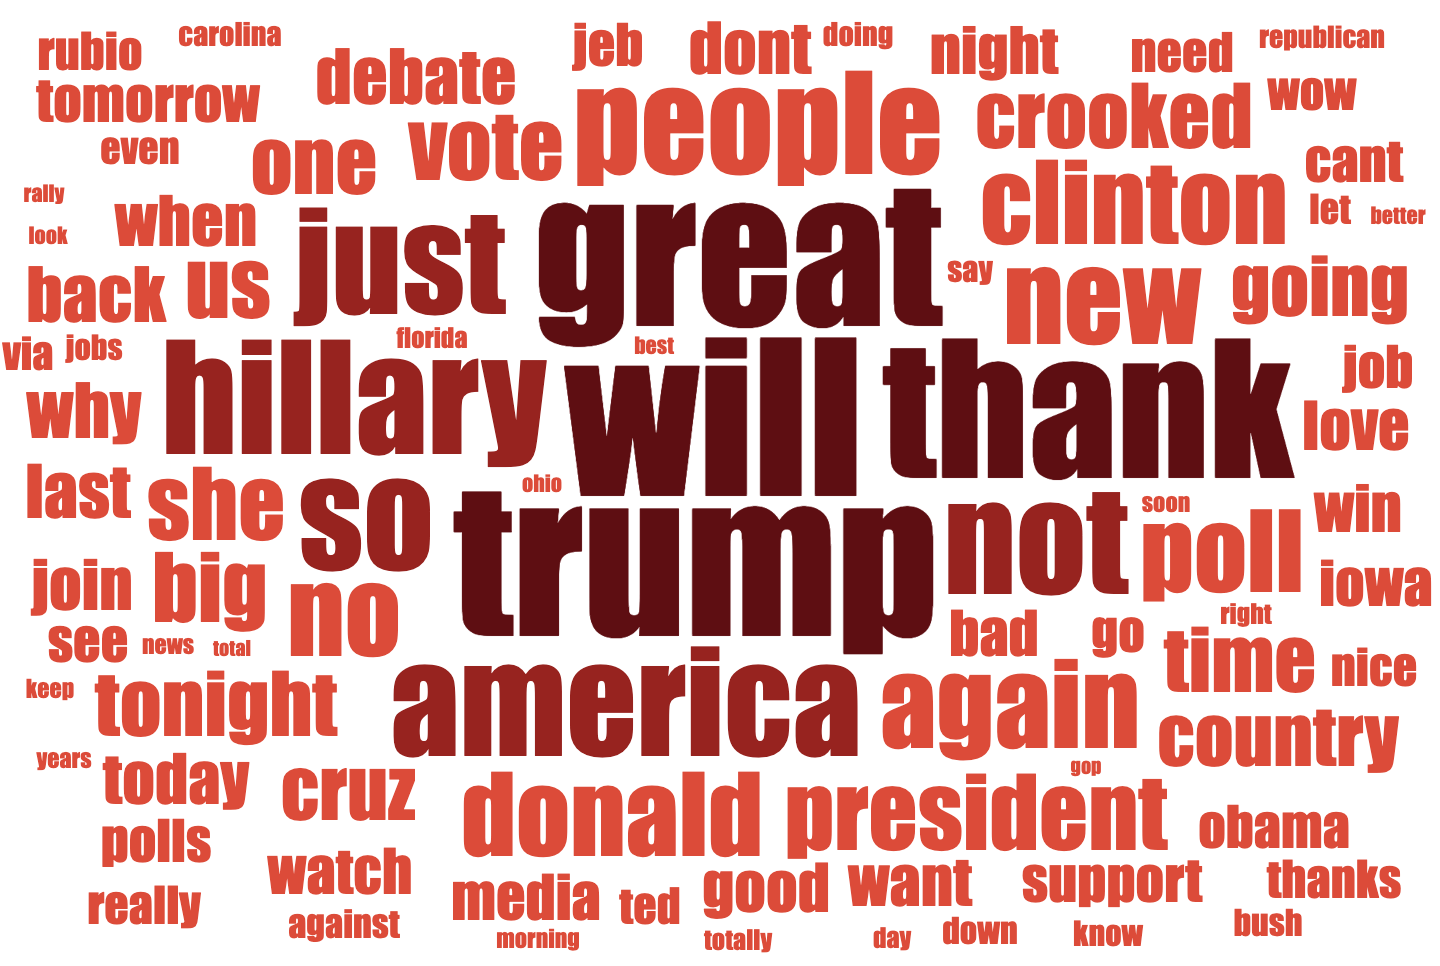 rubio
carolina
jeb
dont
doing
night
need
republican
tomorrow
debate
people
crooked
wow
even
one
vote
cant
rally
clinton
let
better
look
when
just
great
say
back
us
new
going
via
jobs
florida
best
job
why
hillary
will
thank
love
last
she
so
ohio
trump
not
soon
poll
win
join
big
no
iowa
see
news
total
bad
go
right
time
nice
keep
tonight
america
again
country
years
today
cruz
donald
president
gop
polls
watch
obama
really
against
media
ted
good
want
support
thanks
morning
totally
day
down
know
bush